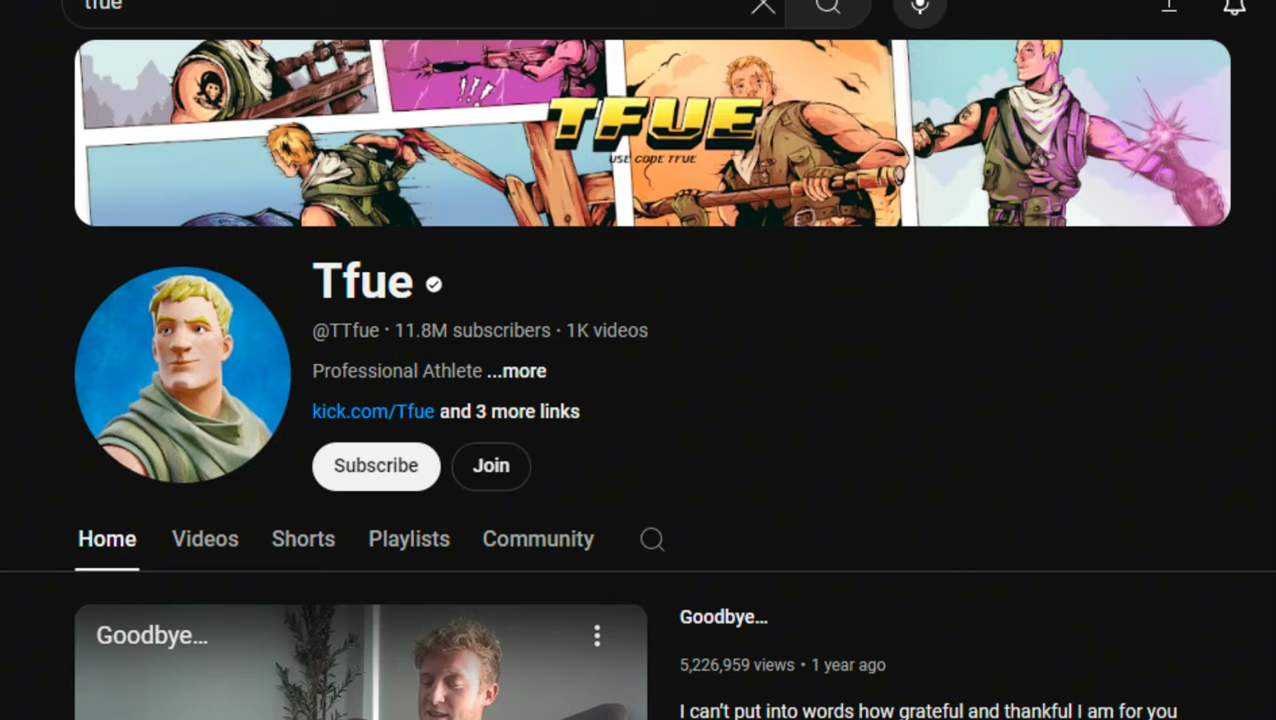 tfue
!!!
TFUE
USE CODE TFUE
Tfue
@TTfue · 11.8M subscribers · 1K videos
Professional Athlete ...more
kick.com/Tfue and 3 more links
Subscribe Join
Home Videos Shorts Playlists Community
Goodbye...
Goodbye...
5,226,959 views • 1 year ago
I can't put into words how grateful and thankful I am for you